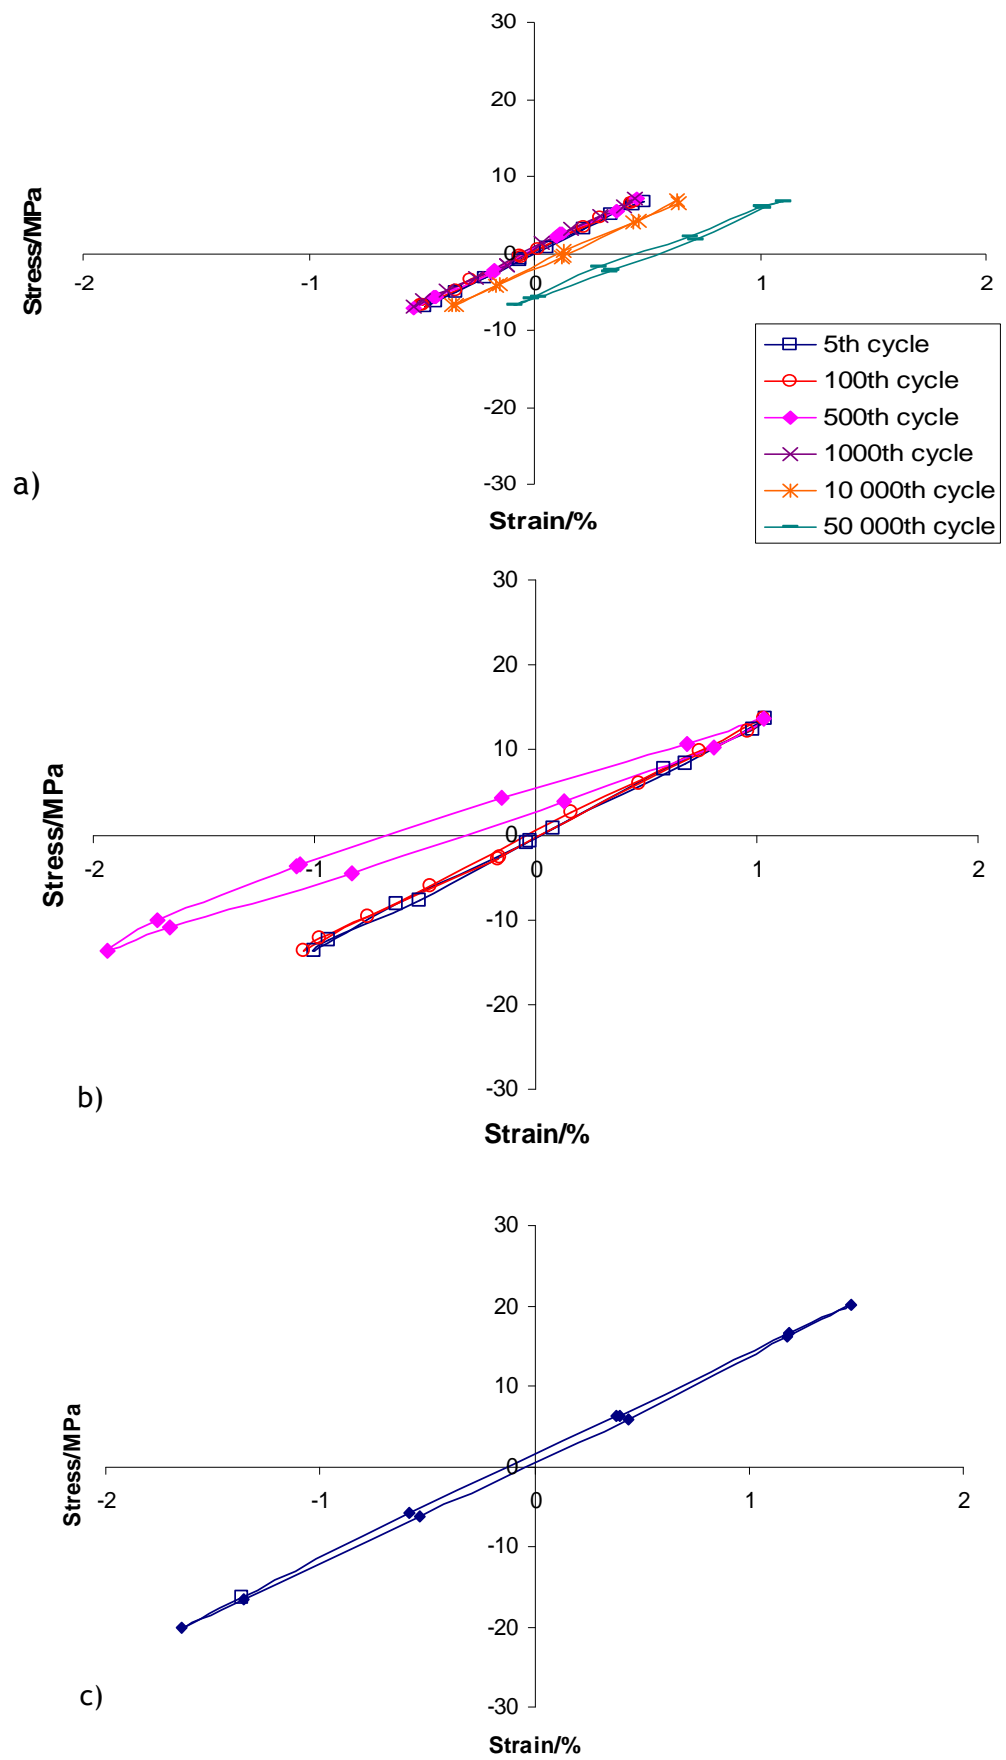 30
20
10
0
-10
-20
-30
-2 -1 0 1 2
Stress/MPa
Strain/%
a)
5th cycle
100th cycle
500th cycle
1000th cycle
10 000th cycle
50 000th cycle
30
20
10
0
-10
-20
-30
-2 -1 0 1 2
Stress/MPa
b)
Strain/%
30
20
10
0
-10
-20
-30
-2 -1 0 1 2
Stress/MPa
c)
Strain/%